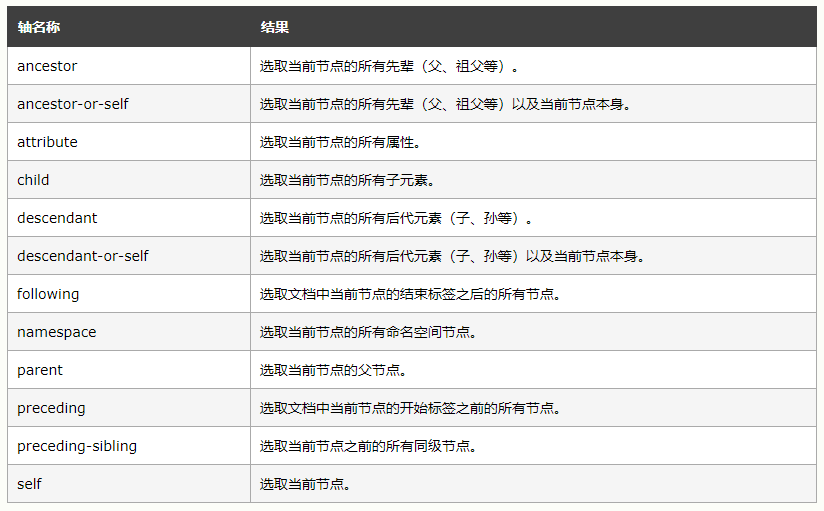 轴名称 结果
ancestor 选取当前节点的所有先辈（父、祖父等）。
ancestor-or-self 选取当前节点的所有先辈（父、祖父等）以及当前节点本身。
attribute 选取当前节点的所有属性。
child 选取当前节点的所有子元素。
descendant 选取当前节点的所有后代元素（子、孙等）。
descendant-or-self 选取当前节点的所有后代元素（子、孙等）以及当前节点本身。
following 选取文档中当前节点的结束标签之后的所有节点。
namespace 选取当前节点的所有命名空间节点。
parent 选取当前节点的父节点。
preceding 选取文档中当前节点的开始标签之前的所有节点。
preceding-sibling 选取当前节点之前的所有同级节点。
self 选取当前节点。